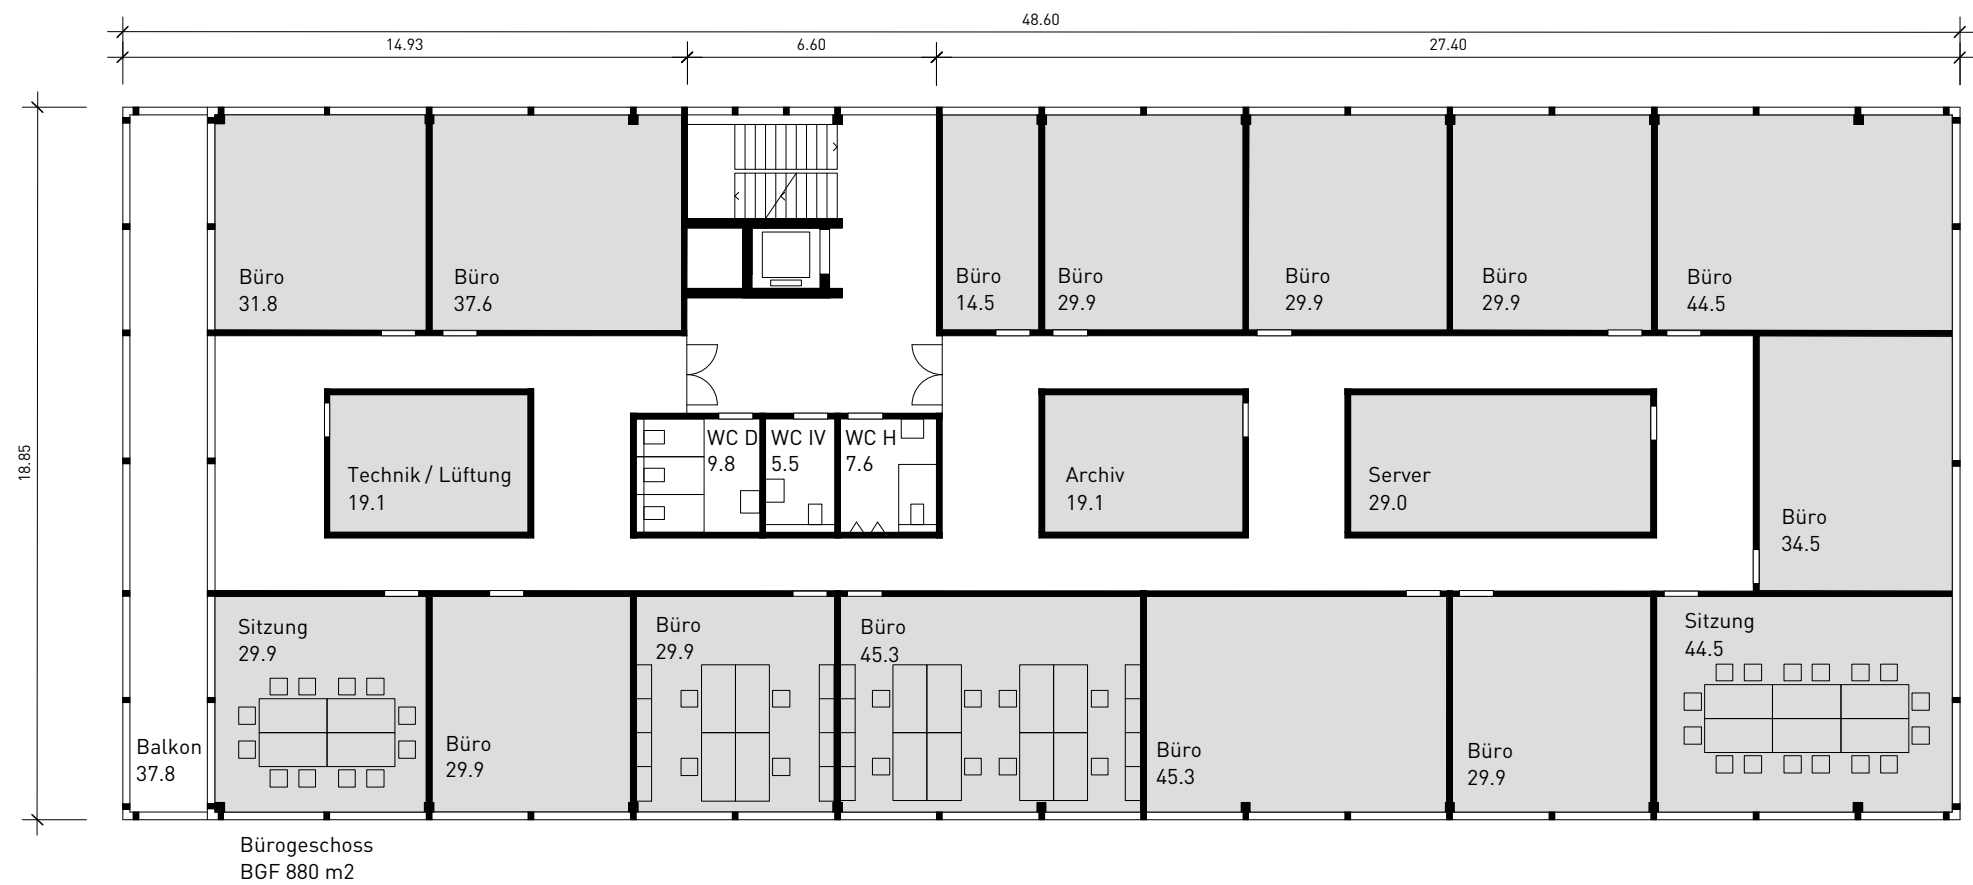 48.60
14.93
6.60
27.40
18.85
Büro
31.8
Büro
37.6
Büro
14.5
Büro
29.9
Büro
29.9
Büro
29.9
Büro
44.5
Technik / Lüftung
19.1
WC D
9.8
WC IV
5.5
WC H
7.6
Archiv
19.1
Server
29.0
Büro
34.5
Sitzung
29.9
Büro
29.9
Büro
29.9
Büro
45.3
Büro
45.3
Büro
29.9
Sitzung
44.5
Balkon
37.8
Bürogeschoss
BGF 880 m2